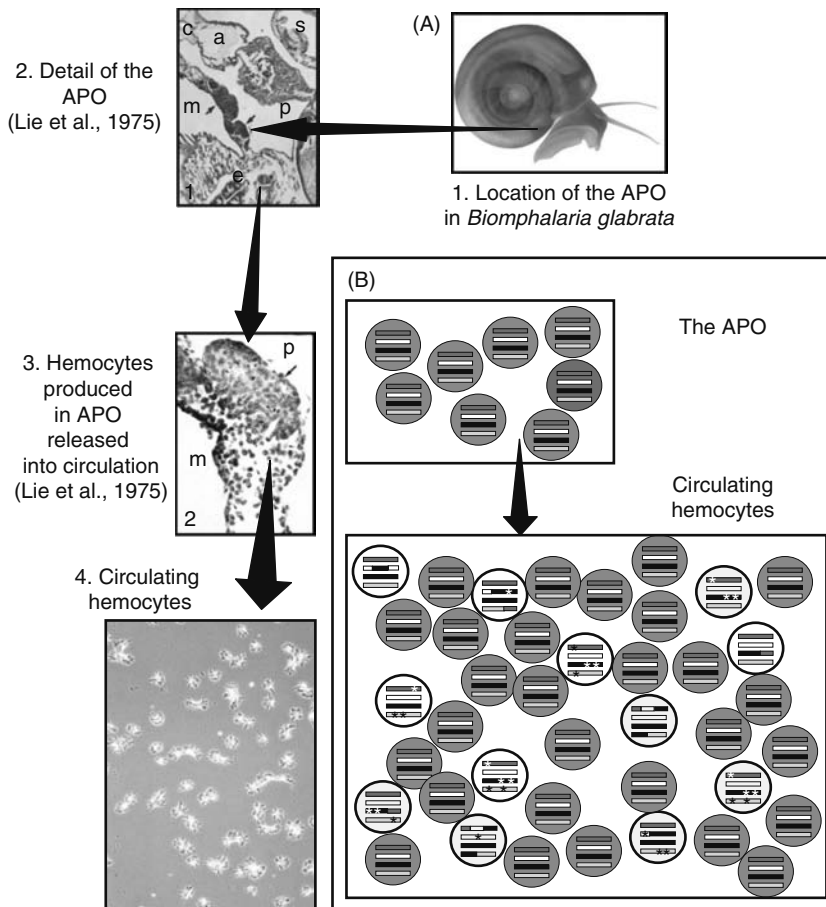 (A)
c
a
s
m
p
e
1
2. Detail of the
APO
(Lie et al., 1975)
1. Location of the APO
in Biomphalaria glabrata
3. Hemocytes
produced
in APO
released
into circulation
(Lie et al., 1975)
p
m
2
4. Circulating
hemocytes
(B)
The APO
Circulating
hemocytes